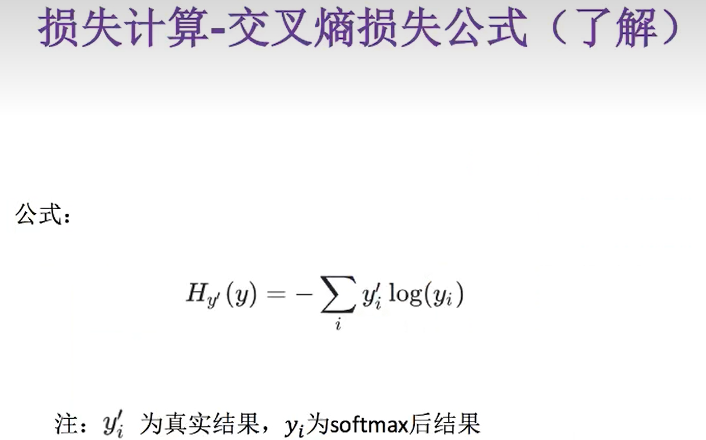 损失计算-交叉熵损失公式（了解）
公式：
$H_{y'}(y) = -\sum_{i} y'_i \log(y_i)$
注：$y'_i$ 为真实结果，$y_i$为softmax后结果